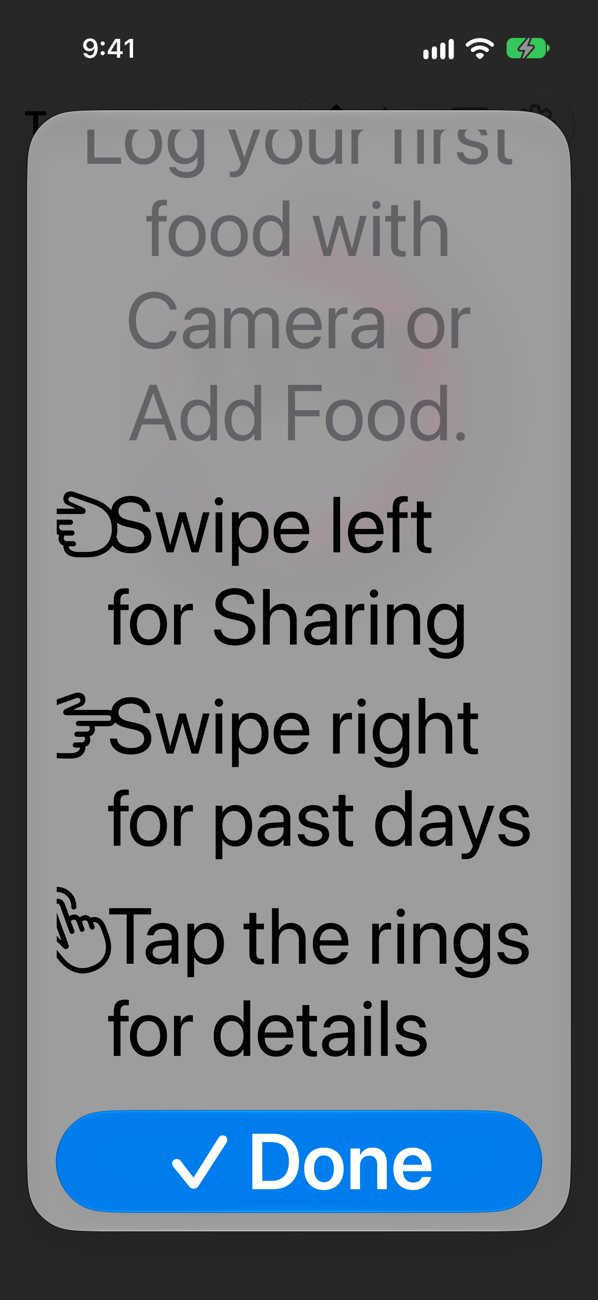 9:41
Log your first
food with
Camera or
Add Food.
Swipe left
for Sharing
Swipe right
for past days
Tap the rings
for details
Done